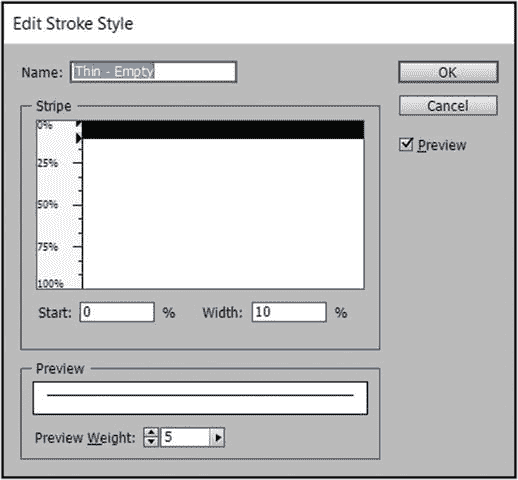 Edit Stroke Style
Name: Thin - Empty
OK
Cancel
Preview
Stripe
0%
25%
50%
75%
100%
Start: 0 % Width: 10 %
Preview
Preview Weight: 5